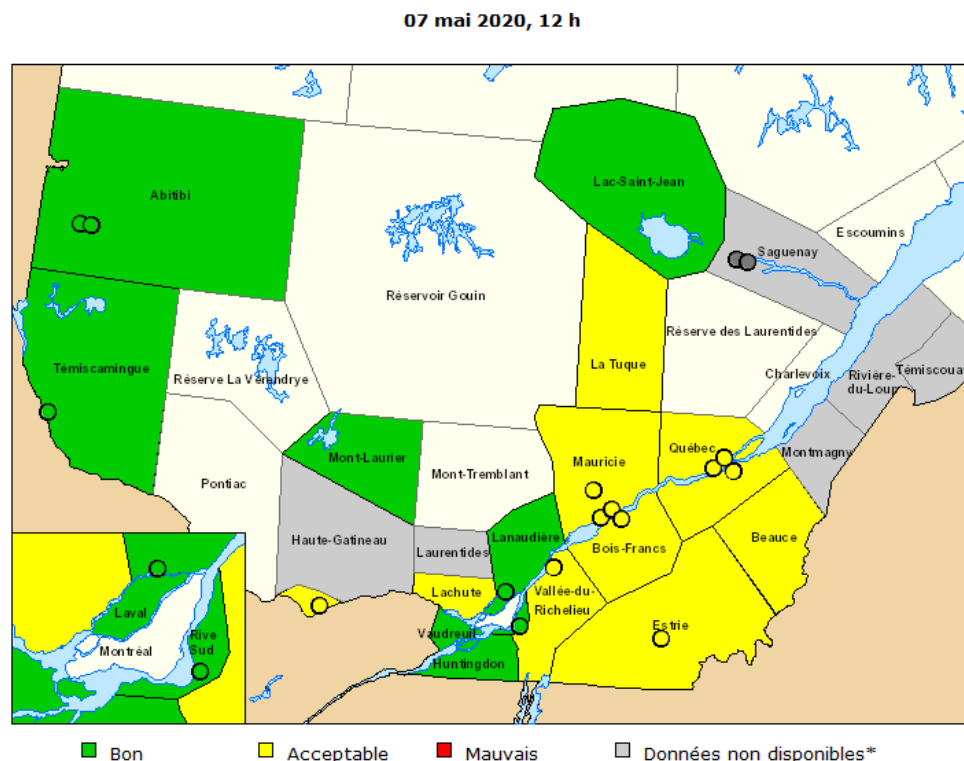 07 mai 2020, 12 h
Abitibi
Lac-Saint-Jean
Escoumins
Saguenay
Réservoir Gouin
Réserve des Laurentides
La Tuque
Charlevoix
Témiscamingue
Réserve La Vérendrye
Rivière-
du-Loup
Témiscouat
Mont-Laurier
Québec
Montmagny
Mauricie
Mont-Tremblant
Pontiac
Haute-Gatineau
Lanaudière
Laurentides
Bois-Francs
Beauce
Lachute
Vallée-du-
Richelieu
Estrie
Vaudreuil
Huntingdon
Laval
Rive
Sud
Montréal
Bon
Acceptable
Mauvais
Données non disponibles*